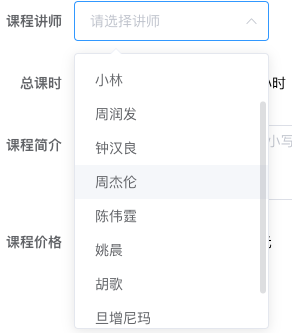 课程讲师 请选择讲师
小林
总课时 小时
周润发
课程简介 钟汉良 小写
周杰伦
陈伟霆
课程价格 姚晨
胡歌
旦增尼玛